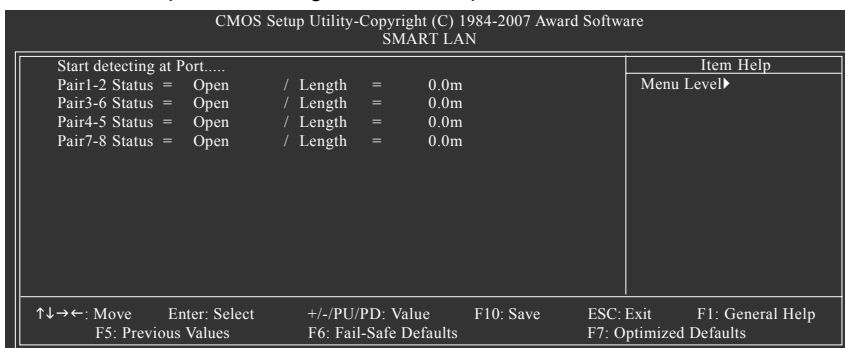 CMOS Setup Utility-Copyright (C) 1984-2007 Award Software
SMART LAN
Start detecting at Port.....
Pair1-2 Status = Open / Length = 0.0m
Pair3-6 Status = Open / Length = 0.0m
Pair4-5 Status = Open / Length = 0.0m
Pair7-8 Status = Open / Length = 0.0m
Item Help
Menu Level▶
↑↓→←: Move Enter: Select +/-/PU/PD: Value F10: Save ESC: Exit F1: General Help
F5: Previous Values F6: Fail-Safe Defaults F7: Optimized Defaults